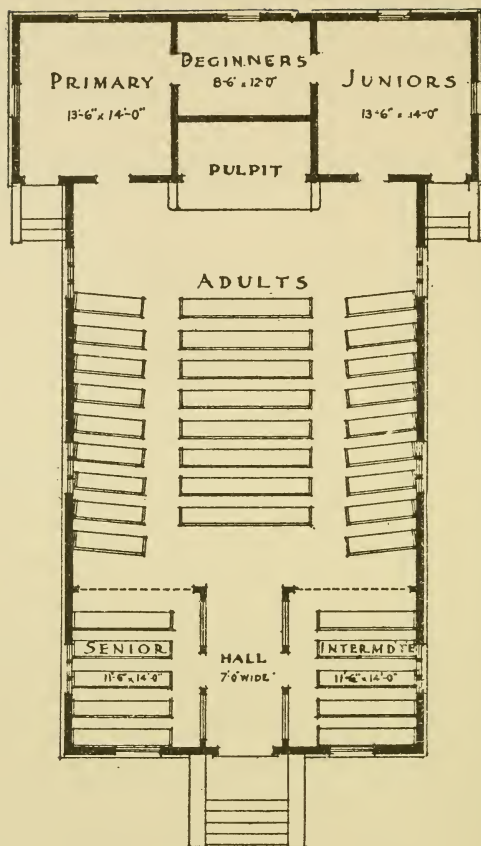 PRIMARY
13'-6" x 14'-0"
BEGINNERS
8'-6" x 12'-0"
JUNIORS
13'-6" x 14'-0"
PULPIT
ADULTS
SENIOR
11'-6" x 14'-0"
HALL
7'-0" WIDE
INTERMDTE
11'-6" x 14'-0"